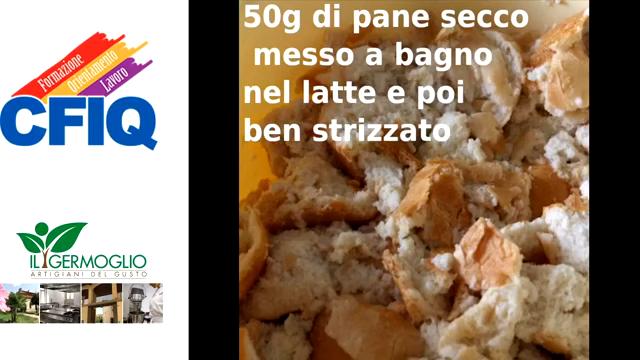 50g di pane secco
messo a bagno
nel latte e poi
ben strizzato
Formazione
Orientamento
Lavoro
CFIQ
IL GERMOGLIO
ARTIGIANI DEL GUSTO